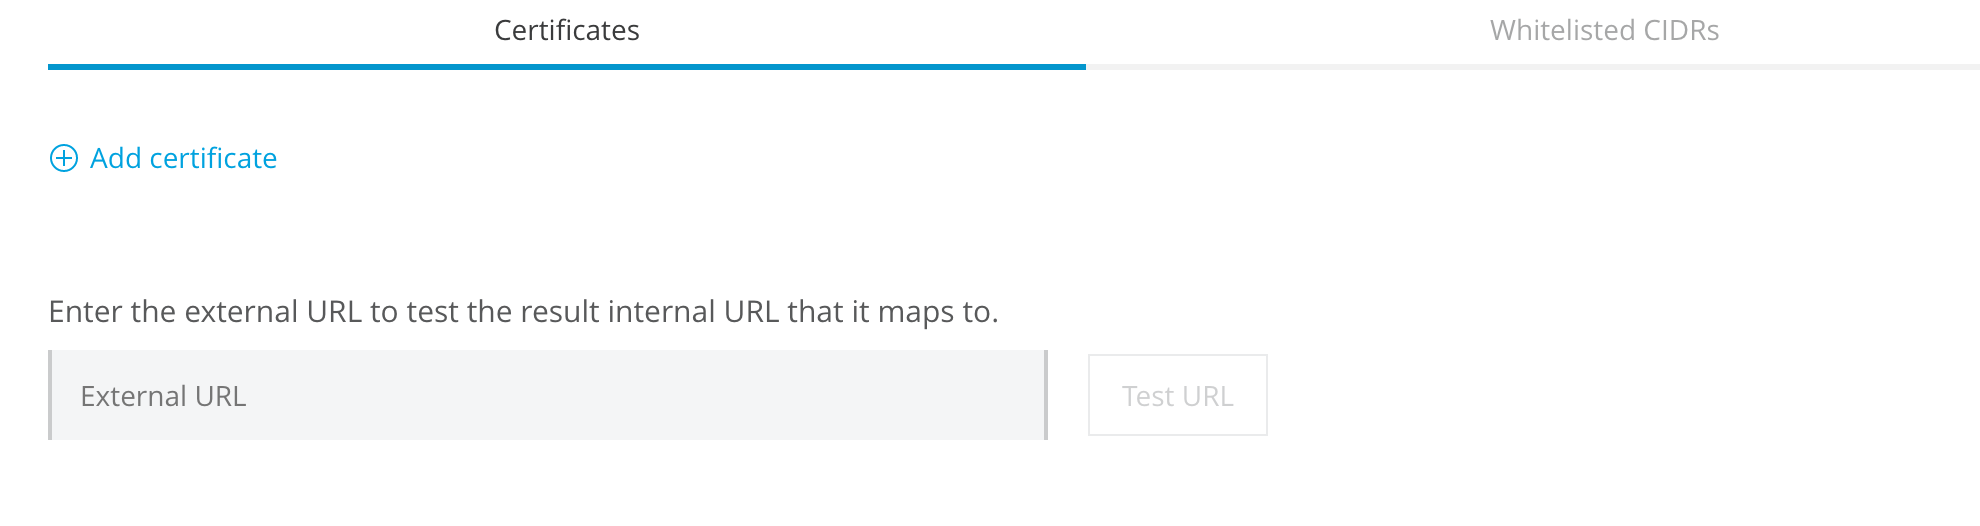 Certificates
Whitelisted CIDRs
Add certificate
Enter the external URL to test the result internal URL that it maps to.
External URL
Test URL